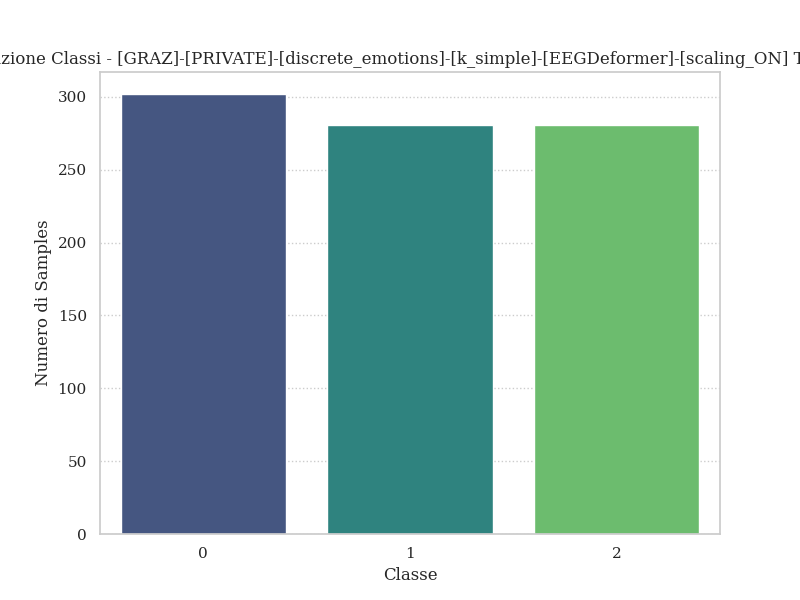 zione Classi - [GRAZ]-[PRIVATE]-[discrete_emotions]-[k_simple]-[EEGDeformer]-[scaling_ON] T
300
250
200
150
100
50
0
Numero di Samples
0 1 2
Classe